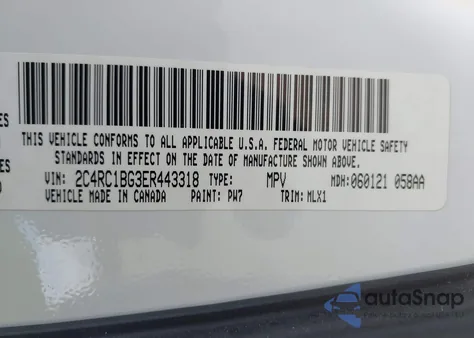 THIS VEHICLE CONFORMS TO ALL APPLICABLE U.S.A. FEDERAL MOTOR VEHICLE SAFETY
STANDARDS IN EFFECT ON THE DATE OF MANUFACTURE SHOWN ABOVE.
VIN: 2C4RC1BG3ER443318 TYPE: MPV MDH: 060121 058AA
VEHICLE MADE IN CANADA PAINT: PW7 TRIM: MLX1
autoSnap